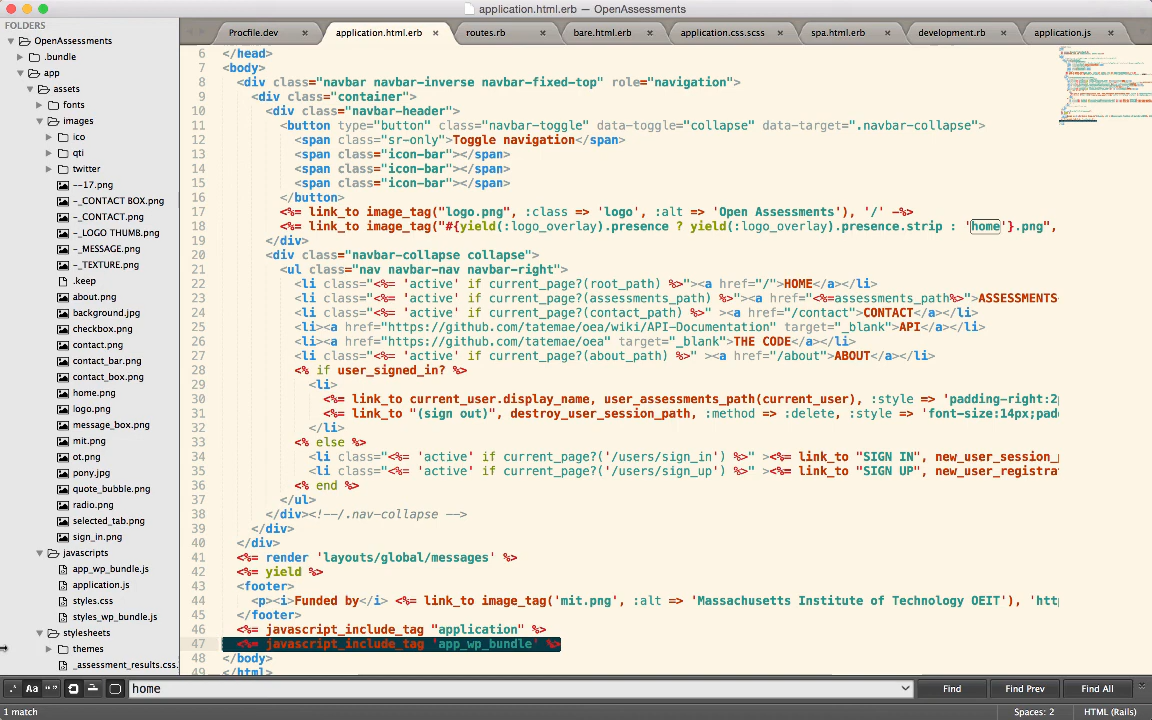 application.html.erb — OpenAssessments
FOLDERS
OpenAssessments
.bundle
app
assets
fonts
images
ico
qti
twitter
--17.png
-_CONTACT BOX.png
-_CONTACT.png
-_LOGO THUMB.png
-_MESSAGE.png
-_TEXTURE.png
.keep
about.png
background.jpg
checkbox.png
contact.png
contact_bar.png
contact_box.png
home.png
logo.png
message_box.png
mit.png
ot.png
pony.jpg
quote_bubble.png
radio.png
selected_tab.png
sign_in.png
javascripts
app_wp_bundle.js
application.js
styles.css
styles_wp_bundle.js
stylesheets
themes
_assessment_results.css.
Procfile.dev
application.html.erb
routes.rb
bare.html.erb
application.css.scss
spa.html.erb
development.rb
application.js
6 </head>
7 <body>
8 <div class="navbar navbar-inverse navbar-fixed-top" role="navigation">
9 <div class="container">
10 <div class="navbar-header">
11 <button type="button" class="navbar-toggle" data-toggle="collapse" data-target=".navbar-collapse">
12 <span class="sr-only">Toggle navigation</span>
13 <span class="icon-bar"></span>
14 <span class="icon-bar"></span>
15 <span class="icon-bar"></span>
16 </button>
17 <%= link_to image_tag("logo.png", :class => 'logo', :alt => 'Open Assessments'), '/' -%>
18 <%= link_to image_tag("#{yield(:logo_overlay).presence ? yield(:logo_overlay).presence.strip : 'home'}.png",
19 </div>
20 <div class="navbar-collapse collapse">
21 <ul class="nav navbar-nav navbar-right">
22 <li class="<%= 'active' if current_page?(root_path) %>"><a href="/">HOME</a></li>
23 <li class="<%= 'active' if current_page?(assessments_path) %>"><a href="<%=assessments_path%>">ASSESSMENTS
24 <li class="<%= 'active' if current_page?(contact_path) %>" ><a href="/contact">CONTACT</a></li>
25 <li><a href="https://github.com/tatemae/oea/wiki/API-Documentation" target="_blank">API</a></li>
26 <li><a href="https://github.com/tatemae/oea" target="_blank">THE CODE</a></li>
27 <li class="<%= 'active' if current_page?(about_path) %>" ><a href="/about">ABOUT</a></li>
28 <% if user_signed_in? %>
29 <li>
30 <%= link_to current_user.display_name, user_assessments_path(current_user), :style => 'padding-right:2p
31 <%= link_to "(sign out)", destroy_user_session_path, :method => :delete, :style => 'font-size:14px;pad
32 </li>
33 <% else %>
34 <li class="<%= 'active' if current_page?('/users/sign_in') %>" ><%= link_to "SIGN IN", new_user_session_
35 <li class="<%= 'active' if current_page?('/users/sign_up') %>" ><%= link_to "SIGN UP", new_user_registra
36 <% end %>
37 </ul>
38 </div><!--/.nav-collapse -->
39 </div>
40 </div>
41 <%= render 'layouts/global/messages' %>
42 <%= yield %>
43 <footer>
44 <p><i>Funded by</i> <%= link_to image_tag('mit.png', :alt => 'Massachusetts Institute of Technology OEIT'), 'htt
45 </footer>
46 <%= javascript_include_tag "application" %>
47 <%= javascript_include_tag 'app_wp_bundle' %>
48 </body>
49 </html>
.* Aa “” home Find Find Prev Find All
1 match Spaces: 2 HTML (Rails)